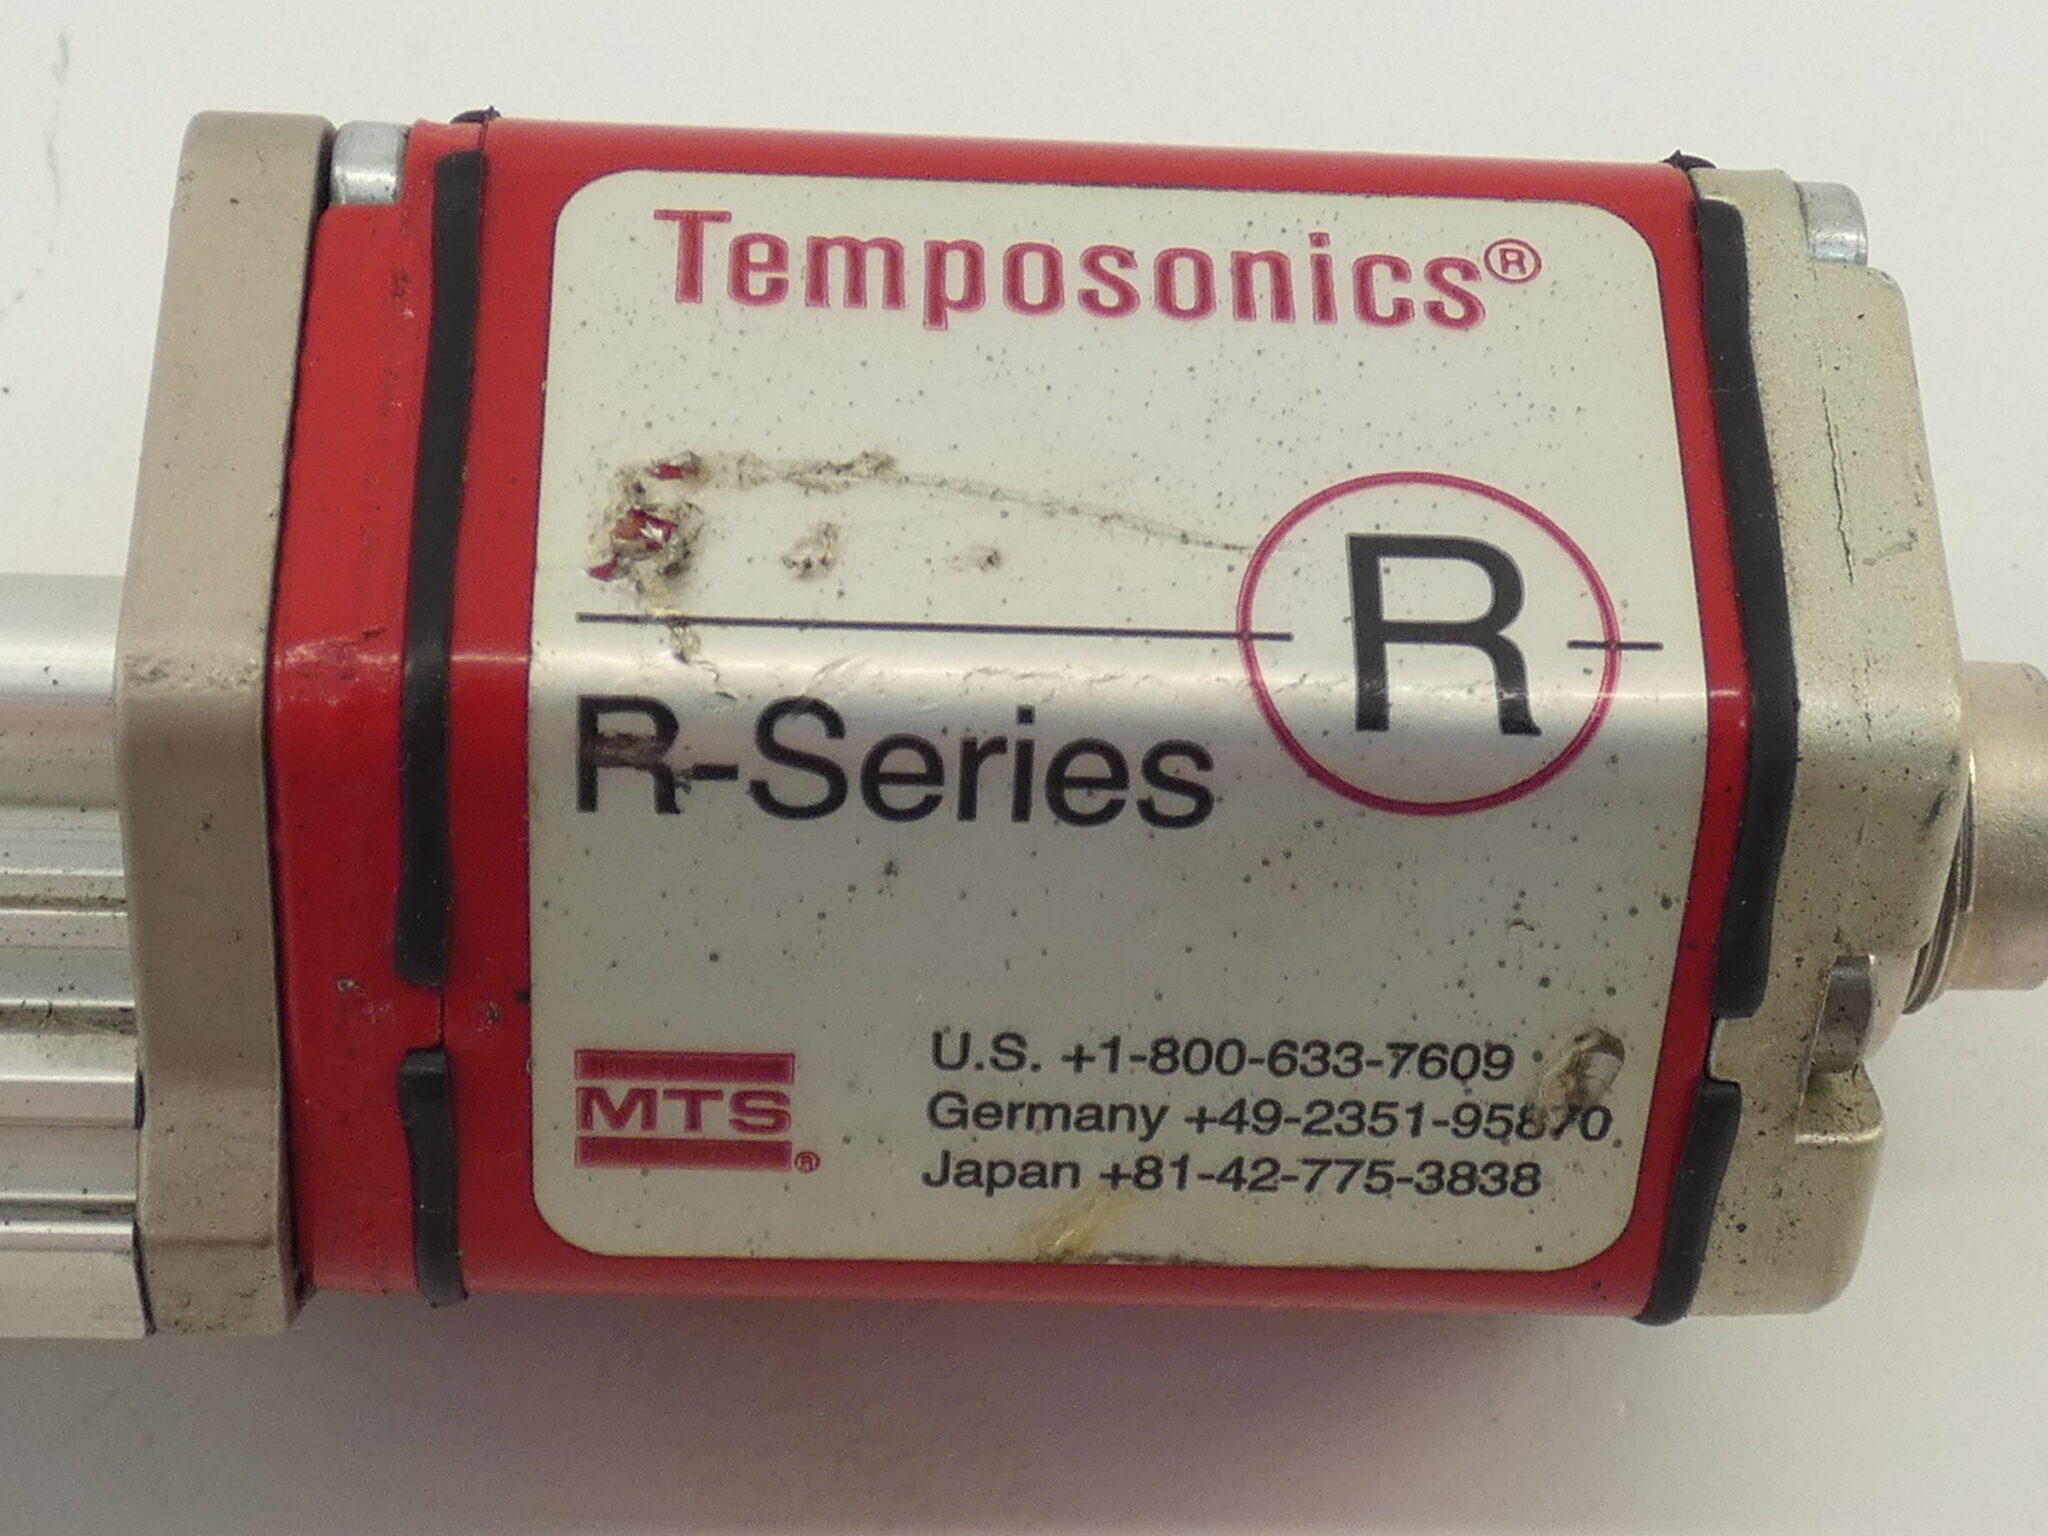 Temposonics®
R
R-Series
MTS®
U.S. +1-800-633-7609
Germany +49-2351-95870
Japan +81-42-775-3838